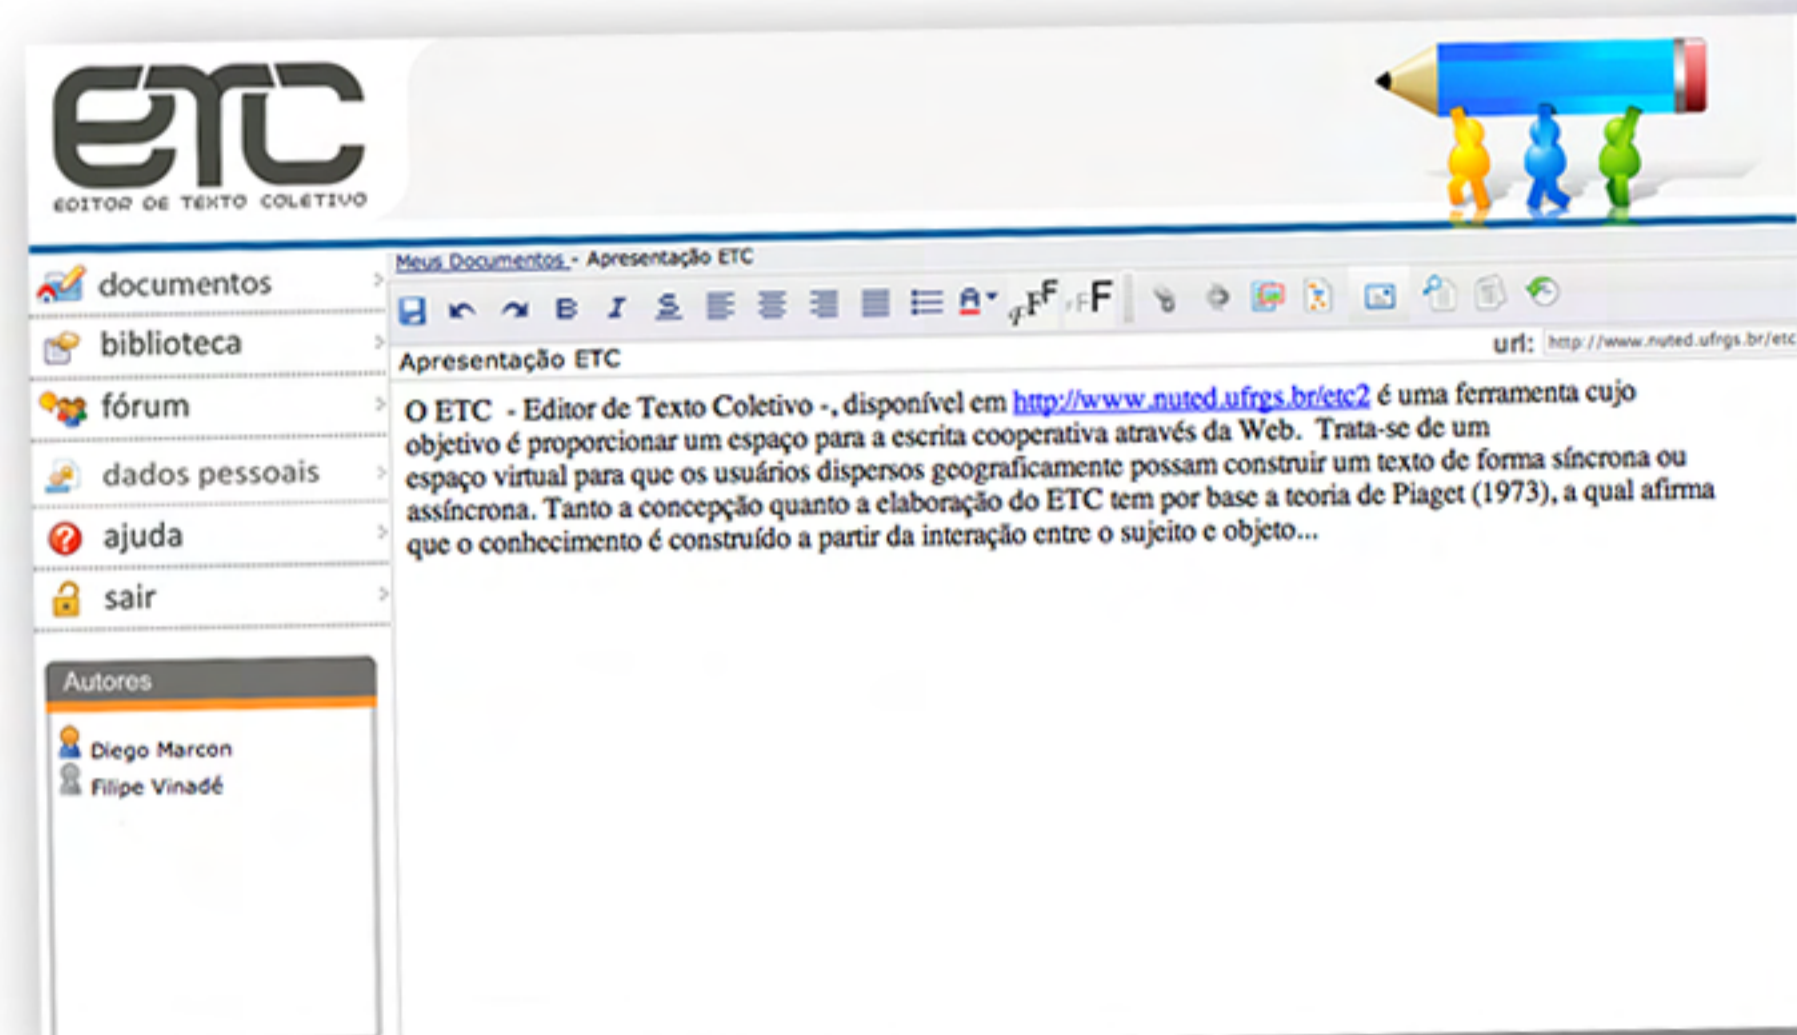 ETC
EDITOR DE TEXTO COLETIVO
documentos
biblioteca
fórum
dados pessoais
ajuda
sair
Autores
Diego Marcon
Filipe Vinadé
Meus Documentos - Apresentação ETC
B I S A FFF FF
Apresentação ETC
url: http://www.nuted.ufrgs.br/etc
O ETC - Editor de Texto Coletivo -, disponível em http://www.nuted.ufrgs.br/etc2 é uma ferramenta cujo
objetivo é proporcionar um espaço para a escrita cooperativa através da Web. Trata-se de um
espaço virtual para que os usuários dispersos geograficamente possam construir um texto de forma síncrona ou
assíncrona. Tanto a concepção quanto a elaboração do ETC tem por base a teoria de Piaget (1973), a qual afirma
que o conhecimento é construído a partir da interação entre o sujeito e objeto...